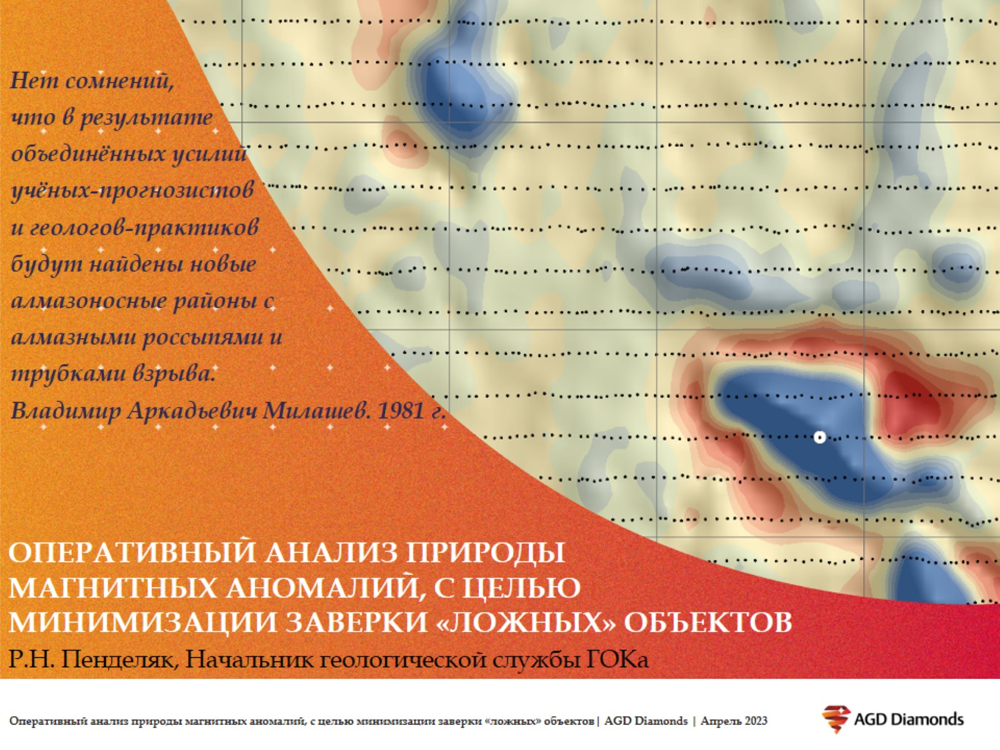 Нет сомнений,
что в результате
объединённых усилий
учёных-прогнозистов
и геологов-практиков
будут найдены новые
алмазоносные районы с
алмазными россыпями и
трубками взрыва.
Владимир Аркадьевич Милашев. 1981 г.
ОПЕРАТИВНЫЙ АНАЛИЗ ПРИРОДЫ
МАГНИТНЫХ АНОМАЛИЙ, С ЦЕЛЬЮ
МИНИМИЗАЦИИ ЗАВЕРКИ «ЛОЖНЫХ» ОБЪЕКТОВ
Р.Н. Пенделяк, Начальник геологической службы ГОКа
Оперативный анализ природы магнитных аномалий, с целью минимизации заверки «ложных» объектов| AGD Diamonds | Апрель 2023
AGD Diamonds